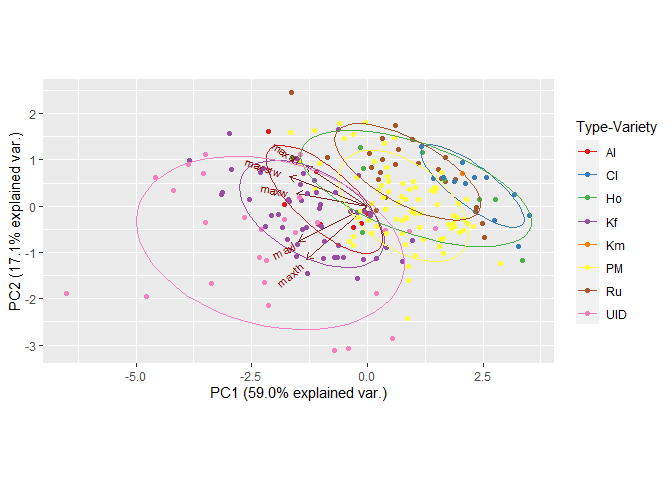 PC2 (17.1% explained var.)
2
1
0
-1
-2
-3
maxw
maxl
maxth
-5.0
-2.5
0.0
2.5
PC1 (59.0% explained var.)
Type-Variety
Al
Cl
Ho
Kf
Km
PM
Ru
UID